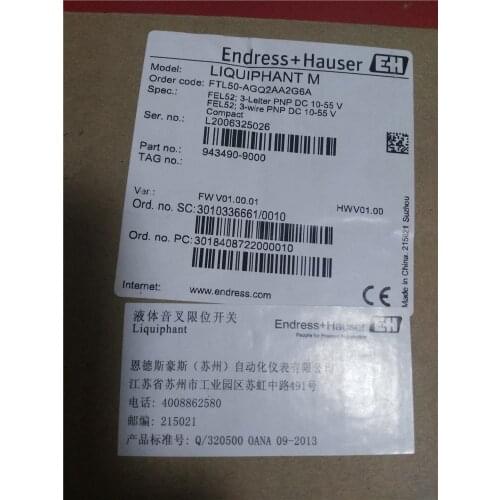 Endress+Hauser EH
Model: LIQUIPHANT M
Order code: FTL50-AGQ2AA2G6A
Spec.: FEL52; 3-Leiter PNP DC 10-55 V
FEL52; 3-wire PNP DC 10-55 V
Compact
Ser. no.: L2006325026
Part no.: 943490-9000
TAG no.:
Ver.: FW V01.00.01 HW V01.00
Ord. no. SC: 3010336661/0010
Ord. no. PC: 3018408722000010
Internet: www.endress.com CE
Made in China, 215021 Suzhou
液体音叉限位开关
Liquiphant
Endress+Hauser EH
People for Process Automation
恩德斯豪斯（苏州）自动化仪表有限公司
江苏省苏州市工业园区苏虹中路491号
电话: 4008862580
邮编: 215021
产品标准号: Q/320500 OANA 09-2013